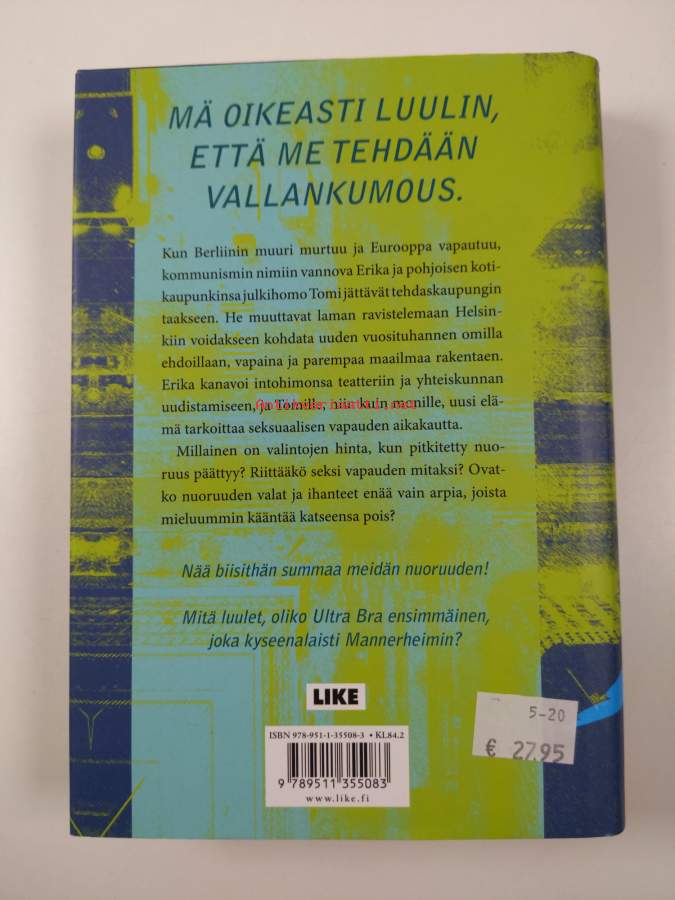 MÄ OIKEASTI LUULIN,
ETTÄ ME TEHDÄÄN
VALLANKUMOUS.
Kun Berliinin muuri murtuu ja Eurooppa vapautuu,
kommunismin nimiin vannova Erika ja pohjoisen koti-
kaupunkinsa julkihomo Tomi jättävät tehdaskaupungin
taakseen. He muuttavat laman ravistelemaan Helsin-
kiin voidakseen kohdata uuden vuosituhannen omilla
ehdoillaan, vapaina ja parempaa maailmaa rakentaen.
Erika kanavoi intohimonsa teatteriin ja yhteiskunnan
uudistamiseen, ja Tomille, niin kuin monille, uusi elä-
mä tarkoittaa seksuaalisen vapauden aikakautta.
Millainen on valintojen hinta, kun pitkitetty nuo-
ruus päättyy? Riittääkö seksi vapauden mitaksi? Ovat-
ko nuoruuden valat ja ihanteet enää vain arpia, joista
mieluummin kääntää katseensa pois?
Nää biisithän summaa meidän nuoruuden!
Mitä luulet, oliko Ultra Bra ensimmäinen,
joka kyseenalaisti Mannerheimin?
LIKE
ISBN 978-951-1-35508-3 • KL84.2
9 789511 355083
www.like.fi
5-20
€ 27.95